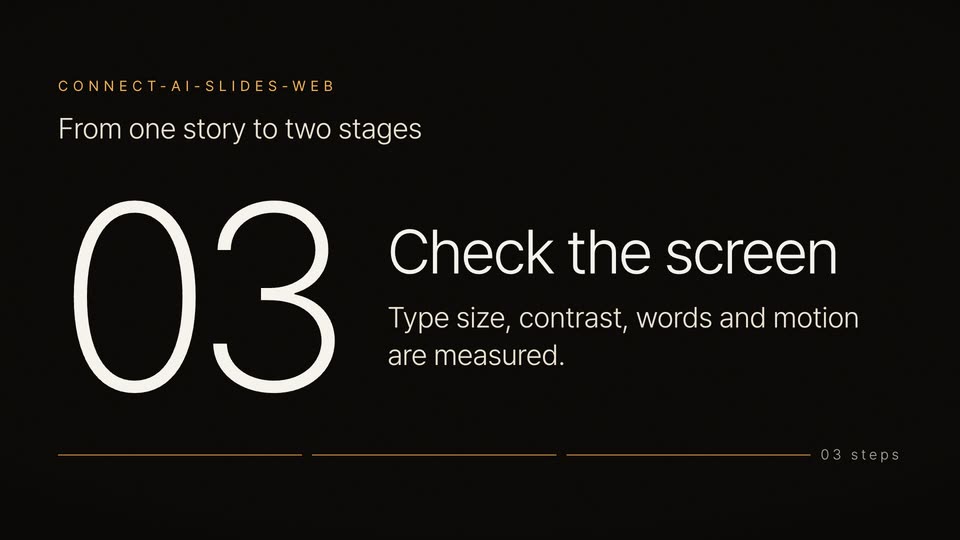 CONNECT-AI-SLIDES-WEB
From one story to two stages
03
Check the screen
Type size, contrast, words and motion
are measured.
03 steps